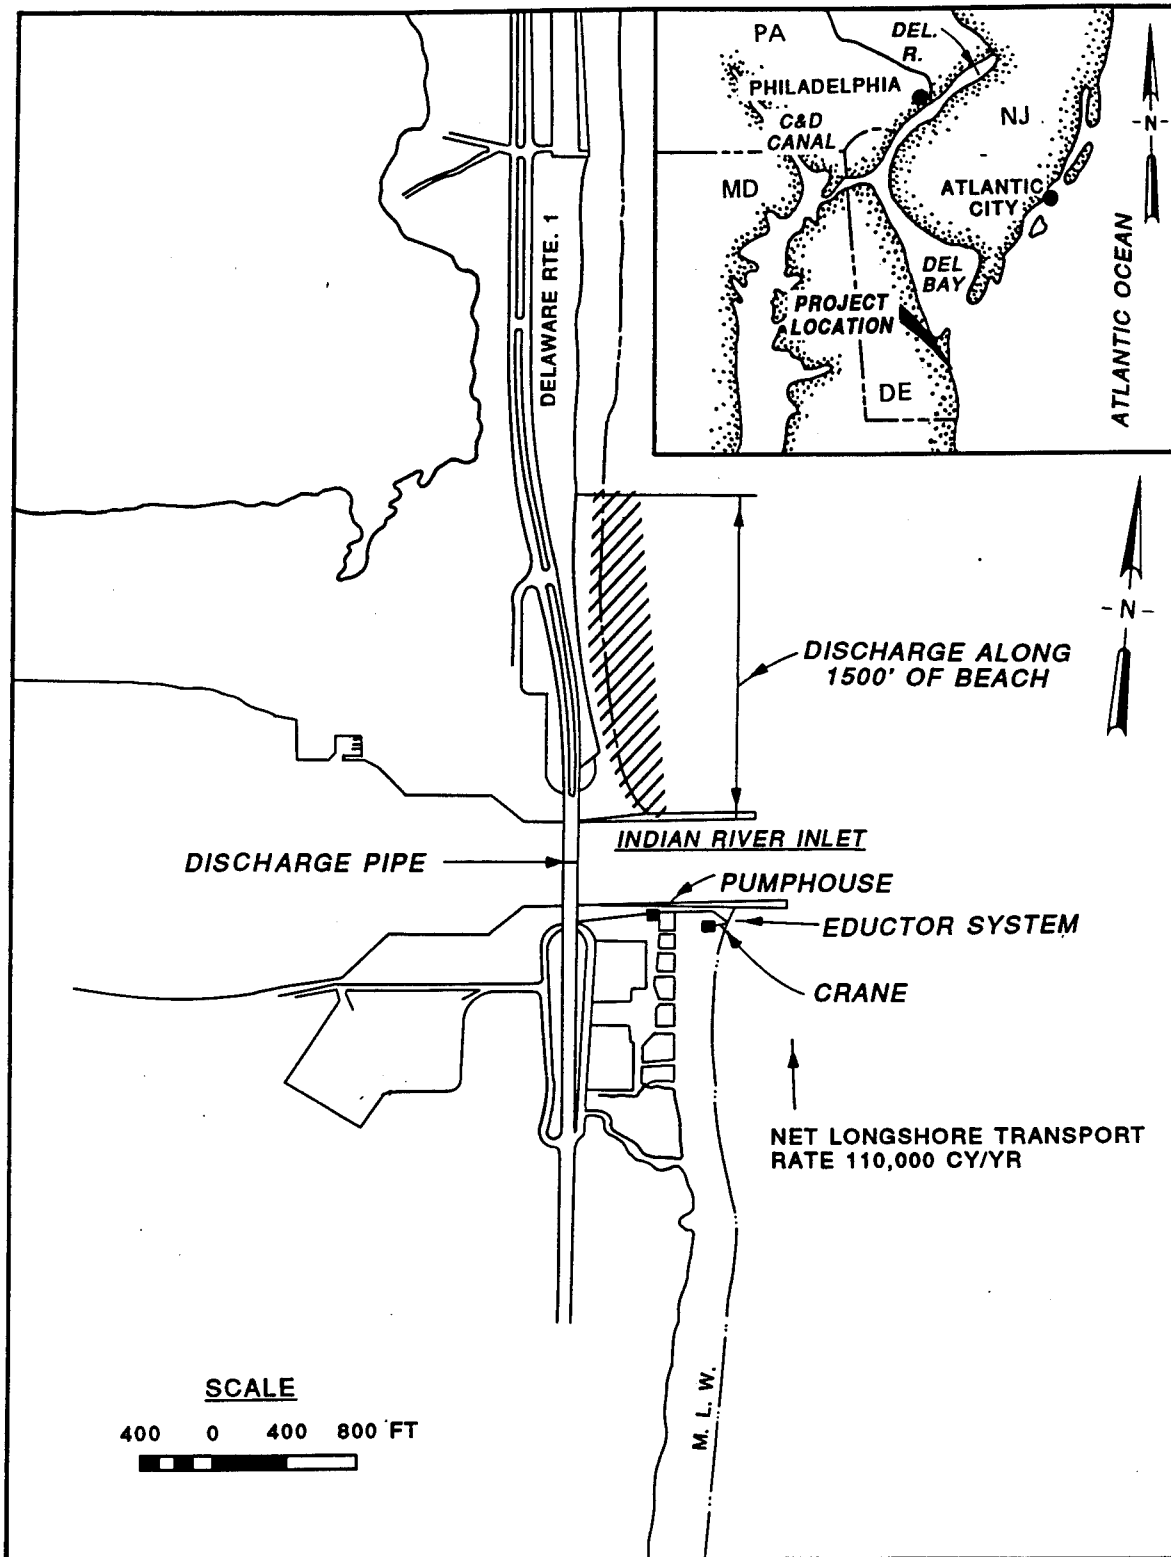 PA
DEL.
R.
PHILADELPHIA
C&D
CANAL
NJ
-N-
MD
ATLANTIC
CITY
DEL
BAY
PROJECT
LOCATION
DE
ATLANTIC OCEAN
DELAWARE RTE. 1
-N-
DISCHARGE ALONG
1500' OF BEACH
INDIAN RIVER INLET
DISCHARGE PIPE
PUMPHOUSE
EDUCTOR SYSTEM
CRANE
NET LONGSHORE TRANSPORT
RATE 110,000 CY/YR
SCALE
400 0 400 800 FT
M. L. W.